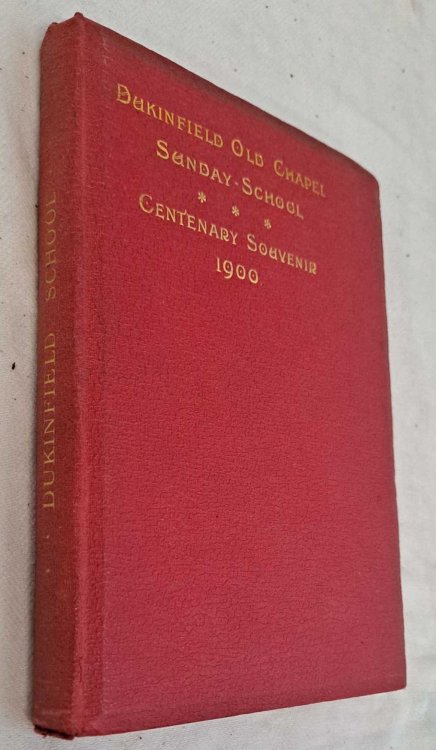 Dukinfield Old Chapel
Sunday-School
* * *
Centenary Souvenir
1900
DUKINFIELD SCHOOL